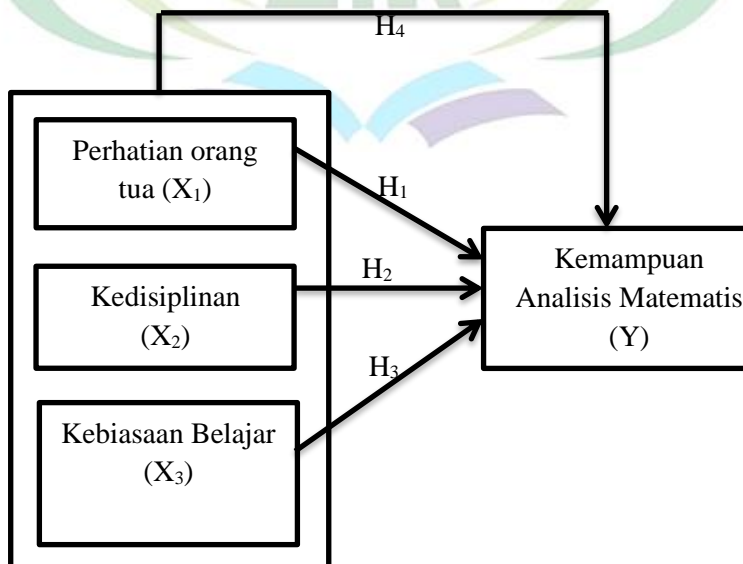 H₄
Perhatian orang
tua (X₁)
H₁
Kedisiplinan
(X₂)
H₂
Kemampuan
Analisis Matematis
(Y)
H₃
Kebiasaan Belajar
(X₃)